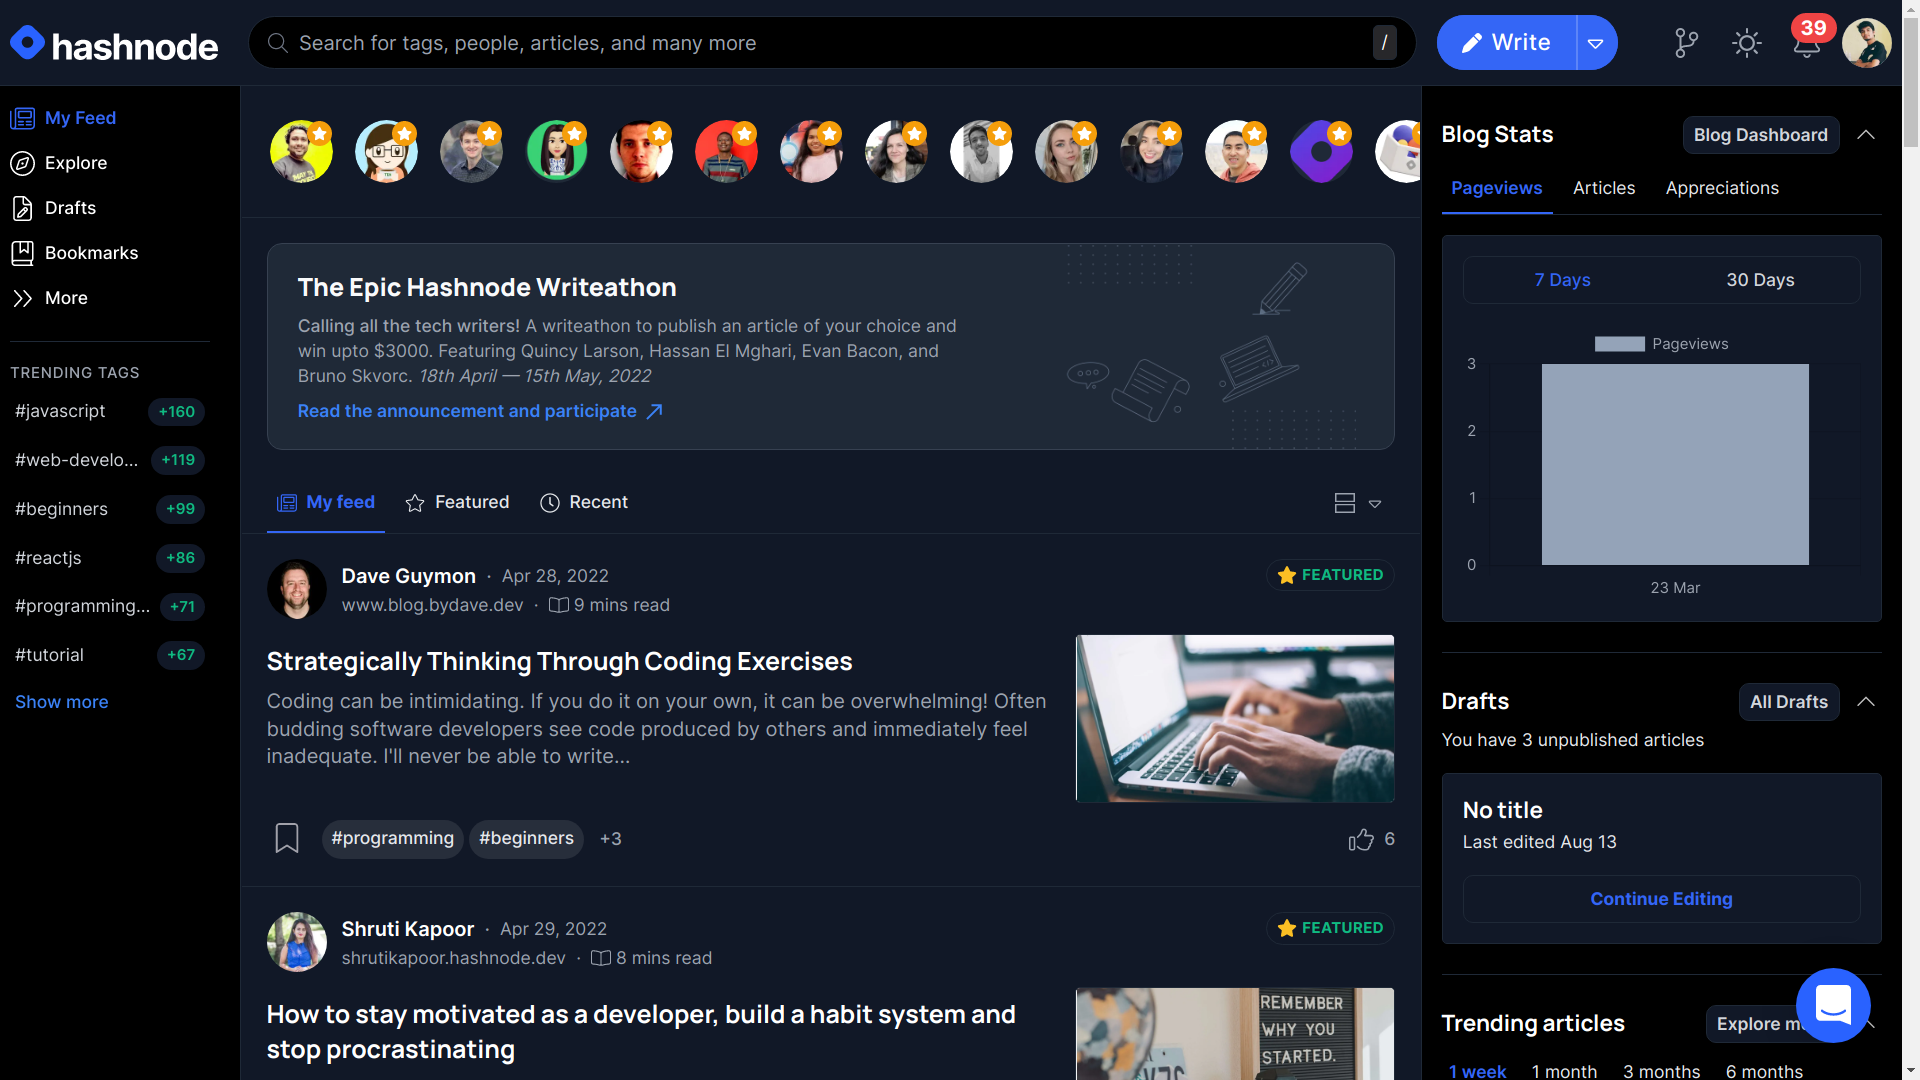 hashnode
Search for tags, people, articles, and many more
/
Write
39
My Feed
Explore
Drafts
Bookmarks
More
TRENDING TAGS
#javascript +160
#web-develo... +119
#beginners +99
#reactjs +86
#programming... +71
#tutorial +67
Show more
The Epic Hashnode Writeathon
Calling all the tech writers! A writeathon to publish an article of your choice and
win upto $3000. Featuring Quincy Larson, Hassan El Mghari, Evan Bacon, and
Bruno Skvorc. 18th April — 15th May, 2022
Read the announcement and participate
My feed Featured Recent
Dave Guymon · Apr 28, 2022
www.blog.bydave.dev · 9 mins read
FEATURED
Strategically Thinking Through Coding Exercises
Coding can be intimidating. If you do it on your own, it can be overwhelming! Often
budding software developers see code produced by others and immediately feel
inadequate. I'll never be able to write...
#programming #beginners +3
6
Shruti Kapoor · Apr 29, 2022
shrutikapoor.hashnode.dev · 8 mins read
FEATURED
How to stay motivated as a developer, build a habit system and
stop procrastinating
REMEMBER
WHY YOU
STARTED.
Blog Stats
Blog Dashboard
Pageviews Articles Appreciations
7 Days 30 Days
Pageviews
3
2
1
0
23 Mar
Drafts
All Drafts
You have 3 unpublished articles
No title
Last edited Aug 13
Continue Editing
Trending articles
Explore
1 week 1 month 3 months 6 months